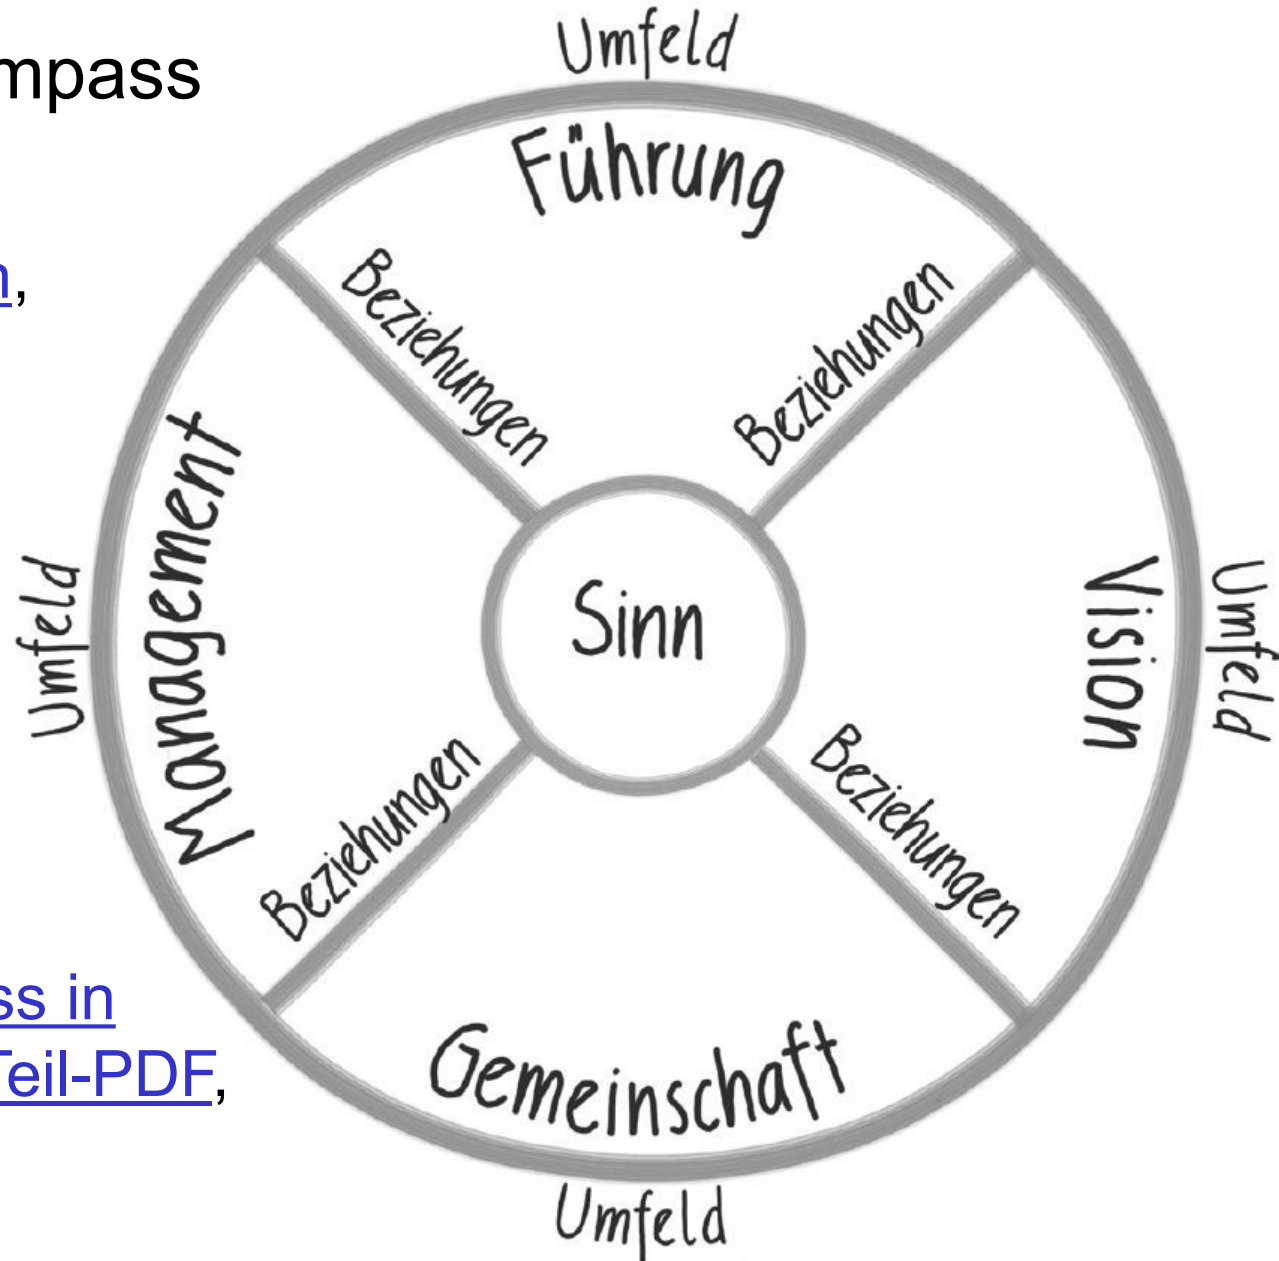 Umfeld
mpass
Führung
n,
Beziehungen
Beziehungen
Management
Umfeld
Sinn
Vision
Umfeld
Beziehungen
Beziehungen
ss in
Teil-PDF,
Gemeinschaft
Umfeld